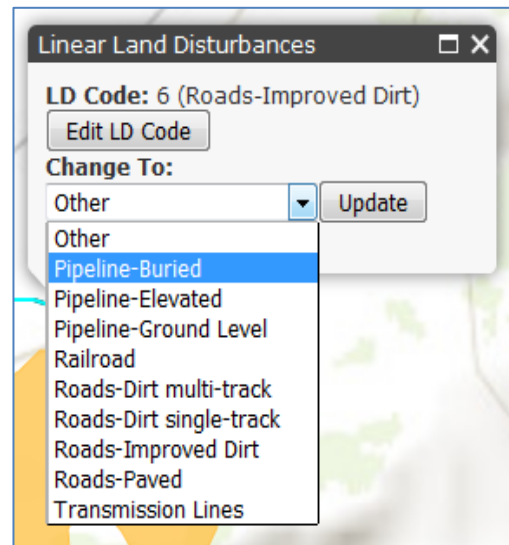 Linear Land Disturbances
LD Code: 6 (Roads-Improved Dirt)
Edit LD Code
Change To:
Other Update
Other
Pipeline-Buried
Pipeline-Elevated
Pipeline-Ground Level
Railroad
Roads-Dirt multi-track
Roads-Dirt single-track
Roads-Improved Dirt
Roads-Paved
Transmission Lines